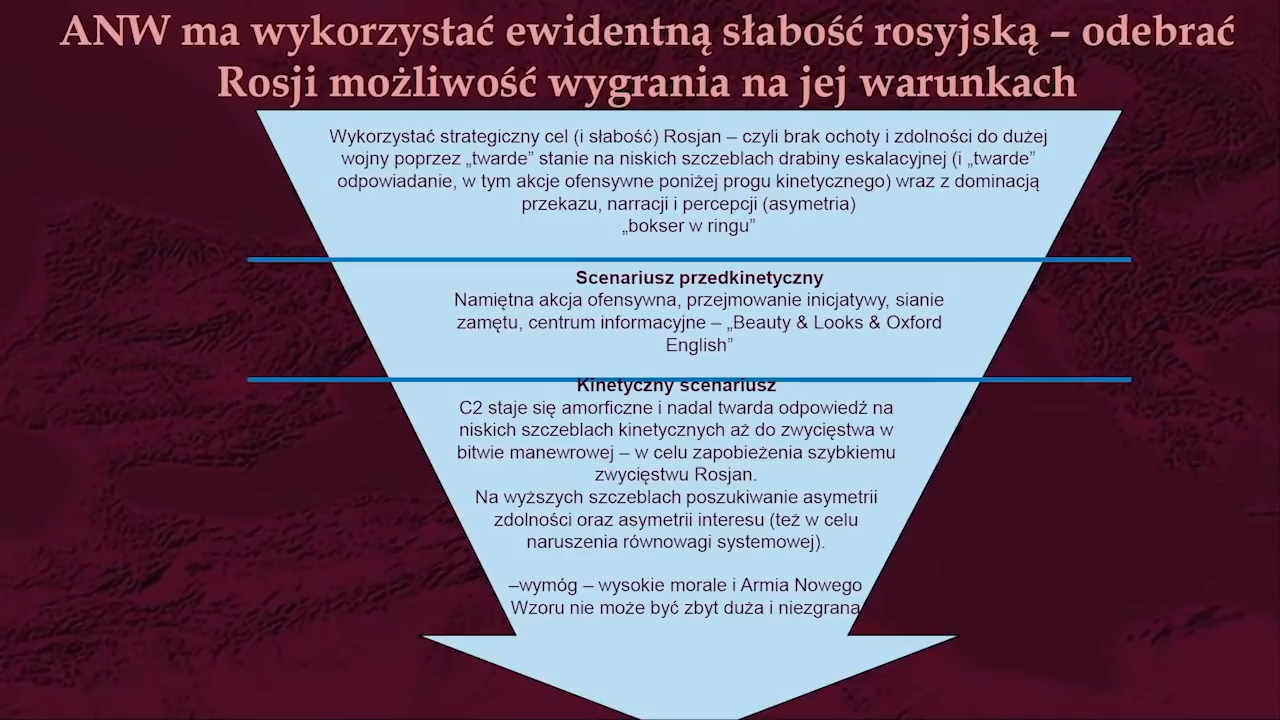 ANW ma wykorzystać ewidentną słabość rosyjską – odebrać
Rosji możliwość wygrania na jej warunkach
Wykorzystać strategiczny cel (i słabość) Rosjan – czyli brak ochoty i zdolności do dużej
wojny poprzez „twarde” stanie na niskich szczeblach drabiny eskalacyjnej (i „twarde”
odpowiadanie, w tym akcje ofensywne poniżej progu kinetycznego) wraz z dominacją
przekazu, narracji i percepcji (asymetria)
„bokser w ringu”
Scenariusz przedkinetyczny
Namiętna akcja ofensywna, przejmowanie inicjatywy, sianie
zamętu, centrum informacyjne – „Beauty & Looks & Oxford
English”
Kinetyczny scenariusz
C2 staje się amorficzne i nadal twarda odpowiedź na
niskich szczeblach kinetycznych aż do zwycięstwa w
bitwie manewrowej – w celu zapobieżenia szybkiemu
zwycięstwu Rosjan.
Na wyższych szczeblach poszukiwanie asymetrii
zdolności oraz asymetrii interesu (też w celu
naruszenia równowagi systemowej).
–wymóg – wysokie morale i Armia Nowego
Wzoru nie może być zbyt duża i niezgrana